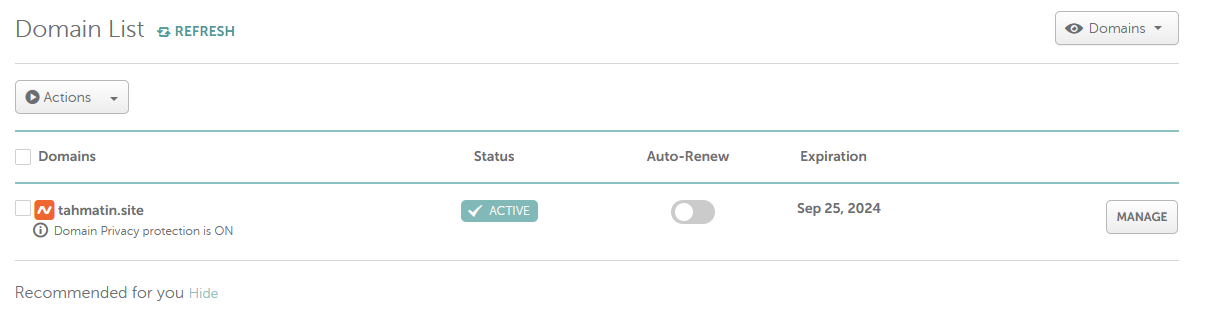 Domain List REFRESH
Domains
Actions
Domains Status Auto-Renew Expiration
tahmatin.site ACTIVE Sep 25, 2024 MANAGE
Domain Privacy protection is ON
Recommended for you Hide